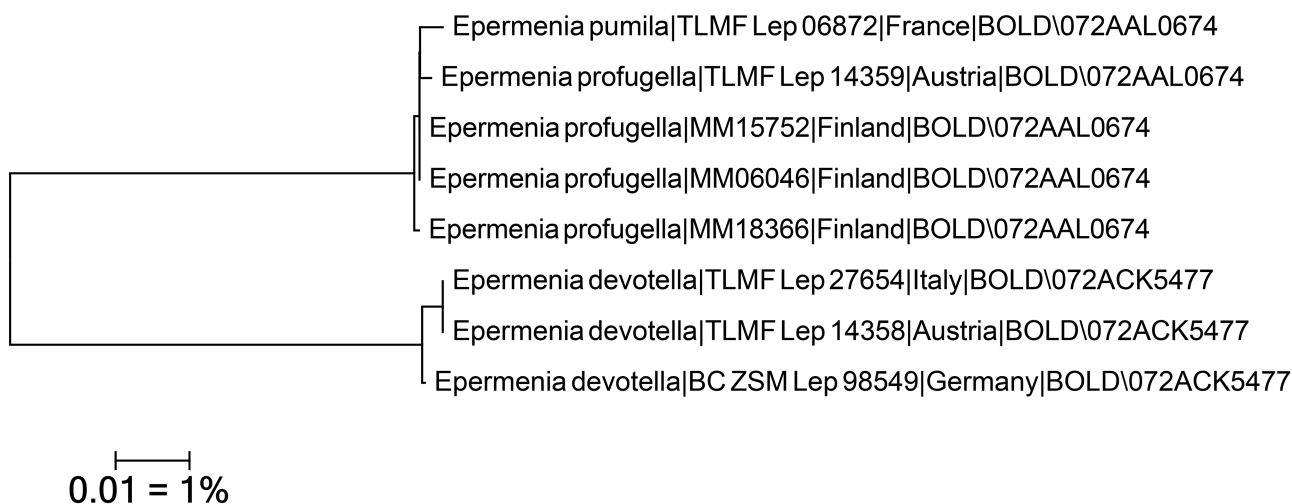 Epermenia pumila|TLMF Lep 06872|France|BOLD\072AAL0674
Epermenia profugella|TLMF Lep 14359|Austria|BOLD\072AAL0674
Epermenia profugella|MM15752|Finland|BOLD\072AAL0674
Epermenia profugella|MM06046|Finland|BOLD\072AAL0674
Epermenia profugella|MM18366|Finland|BOLD\072AAL0674
Epermenia devotella|TLMF Lep 27654|Italy|BOLD\072ACK5477
Epermenia devotella|TLMF Lep 14358|Austria|BOLD\072ACK5477
Epermenia devotella|BC ZSM Lep 98549|Germany|BOLD\072ACK5477
0.01 = 1%